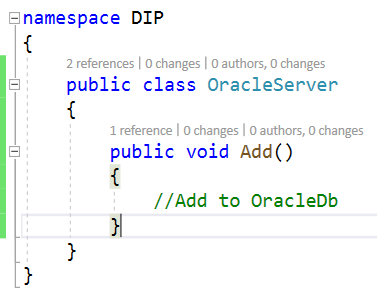 namespace DIP
{
2 references | 0 changes | 0 authors, 0 changes
public class OracleServer
{
1 reference | 0 changes | 0 authors, 0 changes
public void Add()
{
//Add to OracleDb
}
}
}